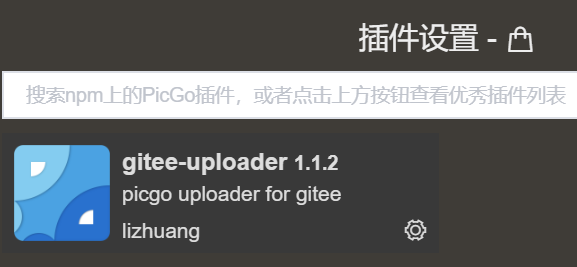 插件设置 -
搜索npm上的PicGo插件，或者点击上方按钮查看优秀插件列表
gitee-uploader 1.1.2
picgo uploader for gitee
lizhuang